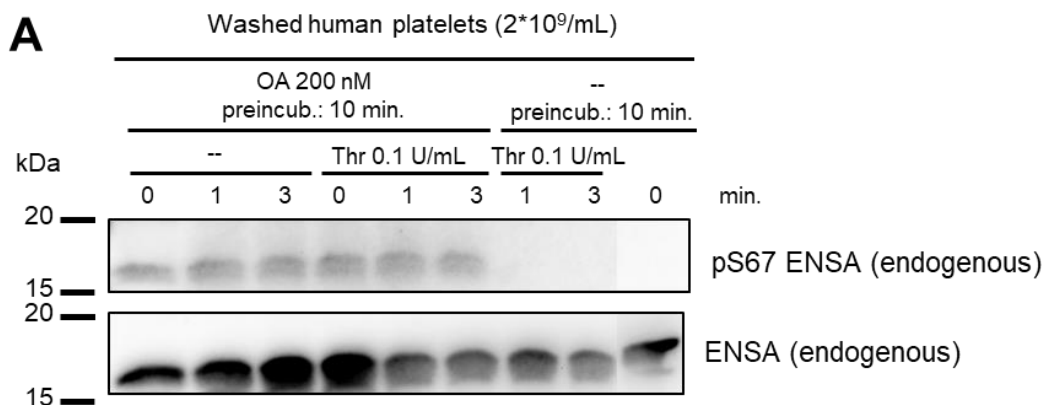 A
Washed human platelets (2*10⁹/mL)
OA 200 nM
preincub.: 10 min.
--
preincub.: 10 min.
kDa
--
Thr 0.1 U/mL
Thr 0.1 U/mL
0 1 3 0 1 3 1 3 0 min.
20
15
pS67 ENSA (endogenous)
20
15
ENSA (endogenous)